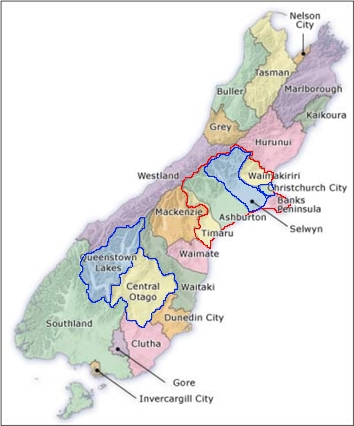 Nelson
City
Tasman
Buller
Marlborough
Kaikoura
Grey
Hurunui
Westland
Waimakiriri
Christchurch City
Banks
Peninsula
Mackenzie
Ashburton
Selwyn
Timaru
Waimate
Queenstown
Lakes
Central
Otago
Waitaki
Southland
Dunedin City
Clutha
Gore
Invercargill City